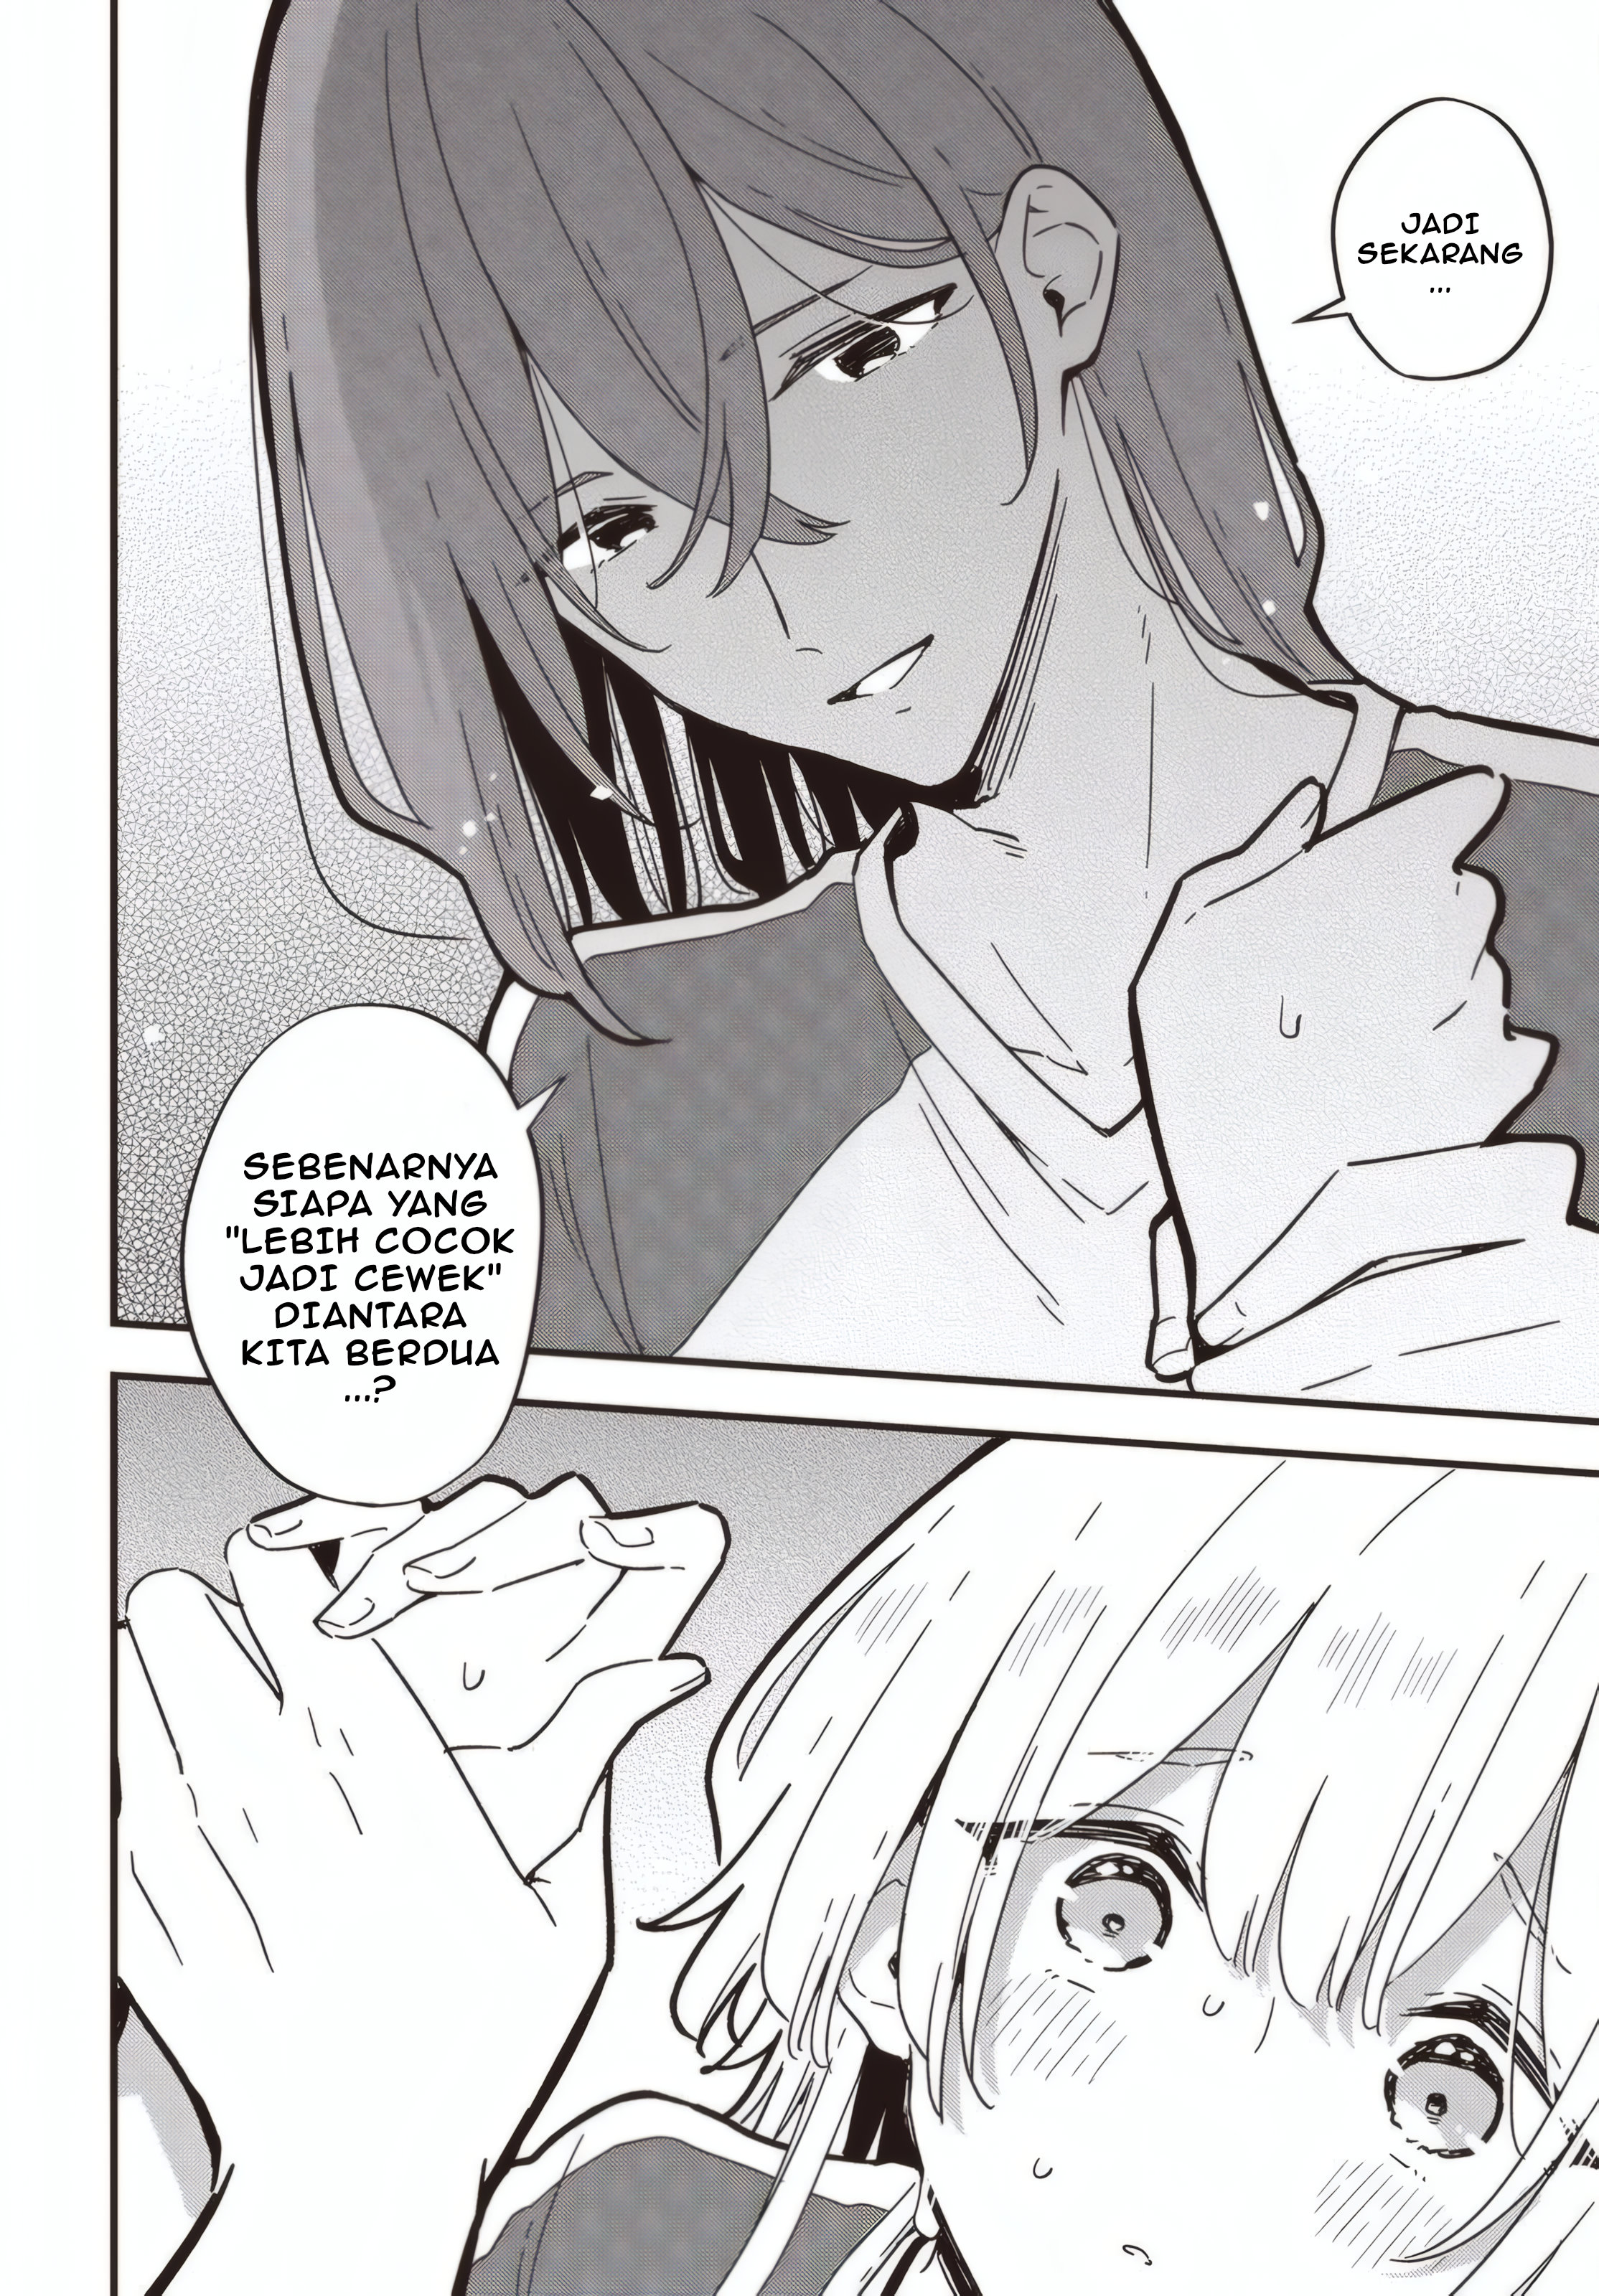 JADI
SEKARANG
...
SEBENARNYA
SIAPA YANG
"LEBIH COCOK
JADI CEWEK"
DIANTARA
KITA BERDUA
...?